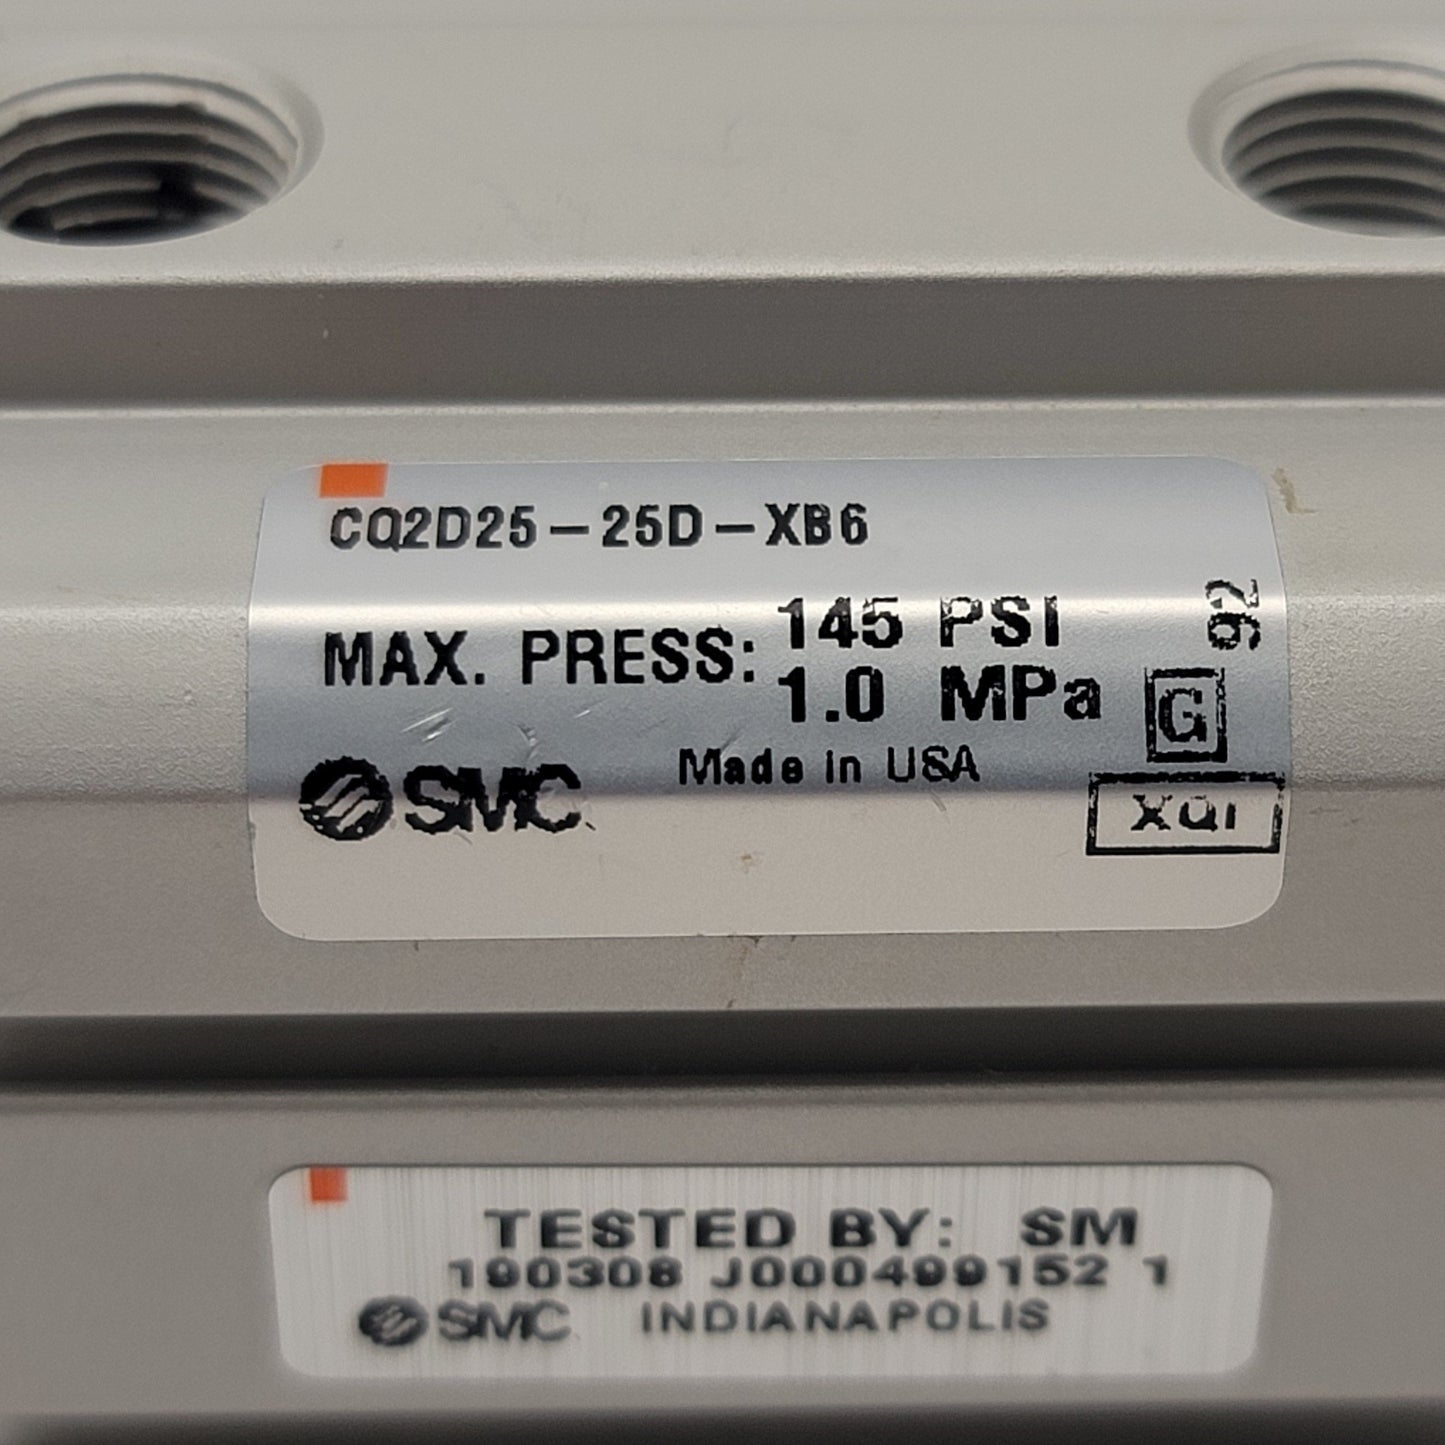 CQ2D25-25D-XB6
MAX. PRESS: 145 PSI
1.0 MPa
92
G
Made in USA
SMC
XQI
TESTED BY: SM
190308 J000499152 1
SMC INDIANAPOLIS